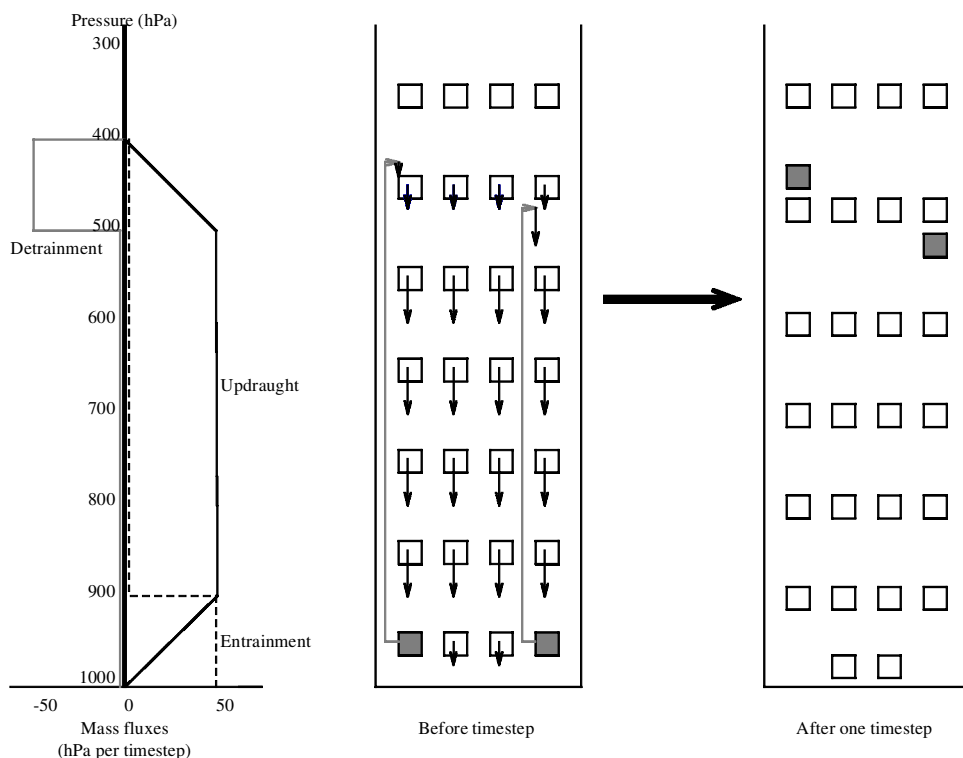 Pressure (hPa)
300
400
500
Detrainment
600
Updraught
700
800
900
Entrainment
1000
-50 0 50
Mass fluxes
(hPa per timestep)
Before timestep
After one timestep